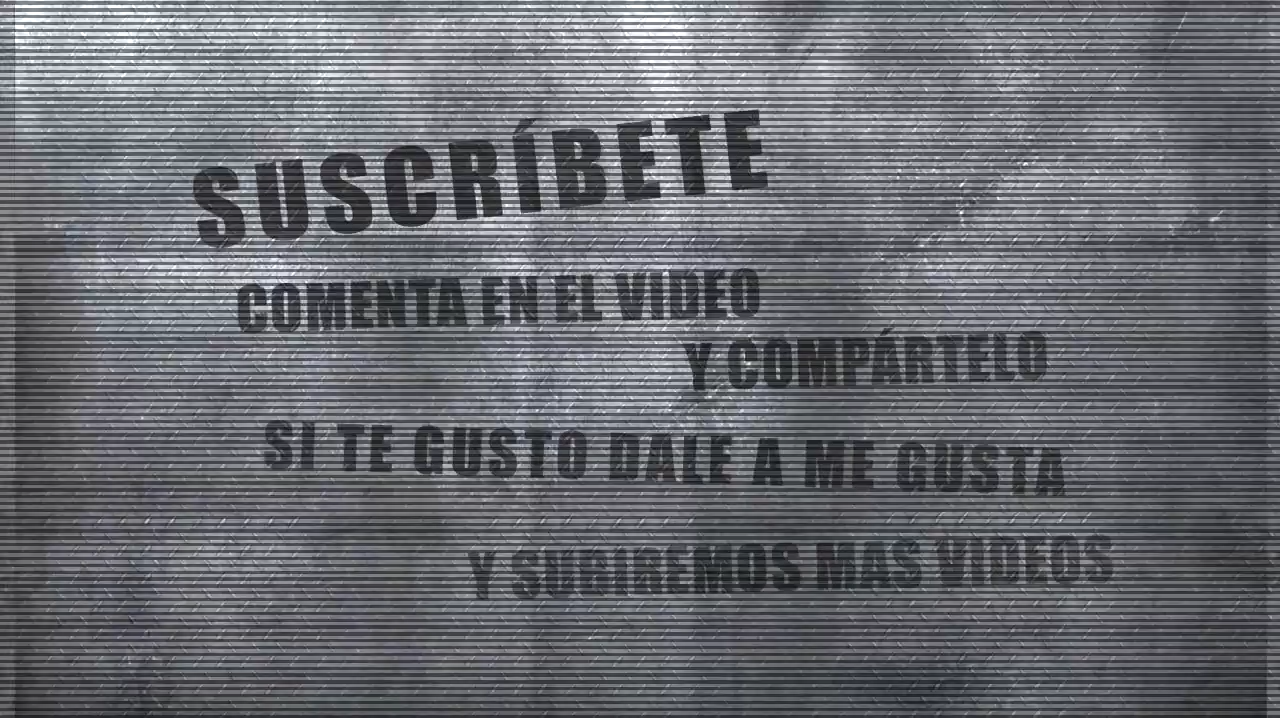 SUSCRÍBETE
COMENTA EN EL VIDEO
Y COMPÁRTELO
SI TE GUSTO DALE A ME GUSTA
Y SUBIREMOS MAS VIDEOS